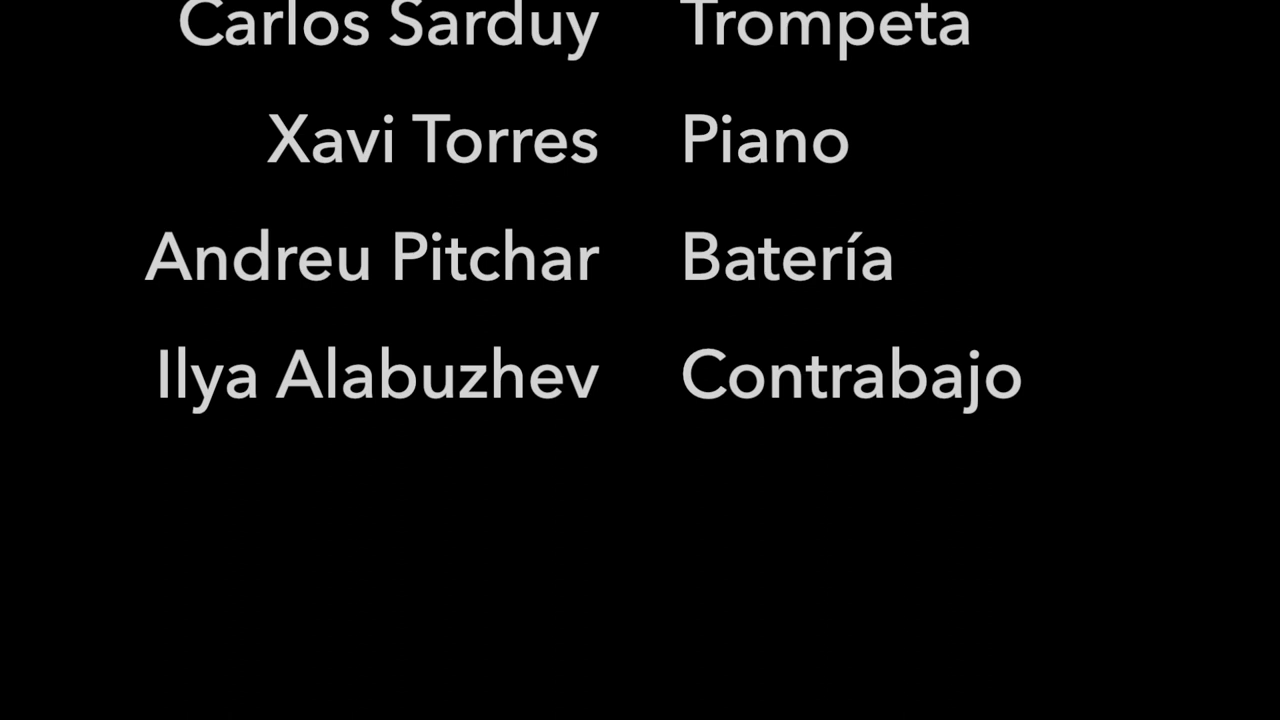 Carlos Sarduy Trompeta
Xavi Torres Piano
Andreu Pitchar Batería
Ilya Alabuzhev Contrabajo